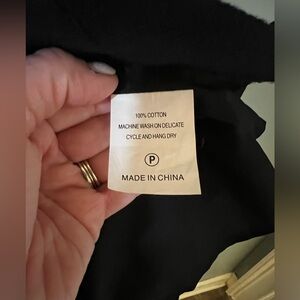 100% COTTON
MACHINE WASH ON DELICATE
CYCLE AND HANG DRY
P
MADE IN CHINA